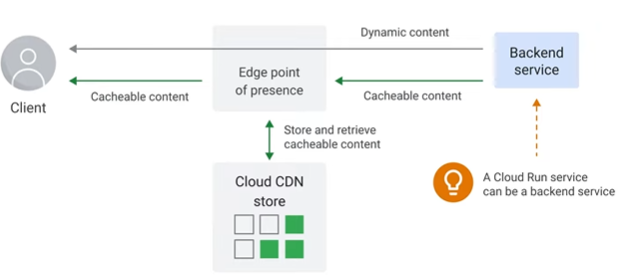 Dynamic content
Backend
service
Edge point
of presence
Client
Cacheable content
Cacheable content
Store and retrieve
cacheable content
Cloud CDN
store
A Cloud Run service
can be a backend service